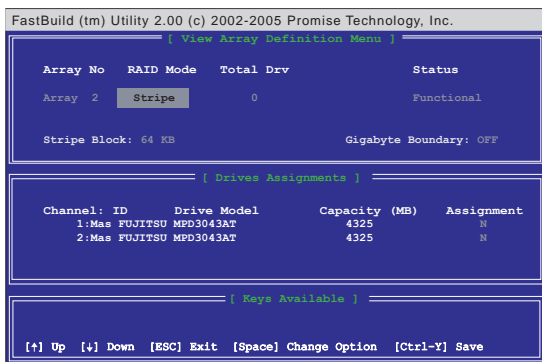 FastBuild (tm) Utility 2.00 (c) 2002-2005 Promise Technology, Inc.
[ View Array Definition Menu ]
Array No RAID Mode Total Drv Status
Array 2 Stripe 0 Functional
Stripe Block: 64 KB Gigabyte Boundary: OFF
[ Drives Assignments ]
Channel: ID Drive Model Capacity (MB) Assignment
1:Mas FUJITSU MPD3043AT 4325 N
2:Mas FUJITSU MPD3043AT 4325 N
[ Keys Available ]
[↑] Up [↓] Down [ESC] Exit [Space] Change Option [Ctrl-Y] Save